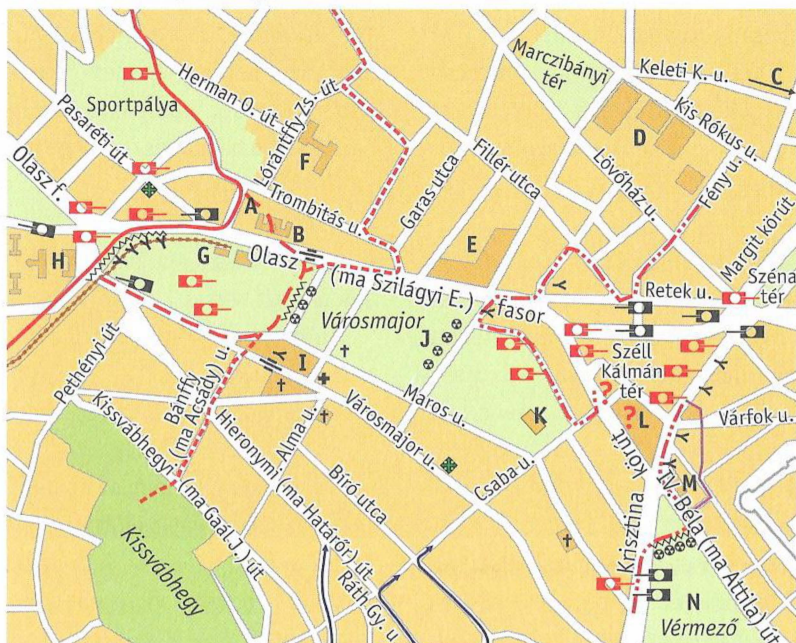 Marczibányi
tér
Keleti K. u.
C
Herman O. út
Kis Rókus u.
Sportpálya
D
Lórántffy Zs. út
F
Pasaréti út
Garas utca
Fillér utca
Lövőház u.
Fény u.
Olasz f.
Trombitás u.
A
B
E
Margit körút
H
G
Olasz
(ma Szilágyi E.)
fasor
Retek u.
Széna
tér
Városmajor
J
Széll
Kálmán
tér
Pethényi út
Bánffy
(ma Acsády) u.
I
Maros u.
K
?
?
L
Várfok u.
Kissvábhegyi (ma Gaál J.) út
Hieronymi (ma Határőr) út
Alma u.
Városmajor u.
Csaba u.
Krisztina körút
M
IV. Béla (ma Attila) út
Bíró utca
Kissvábhegy
Ráth Gy. u.
N
Vérmező